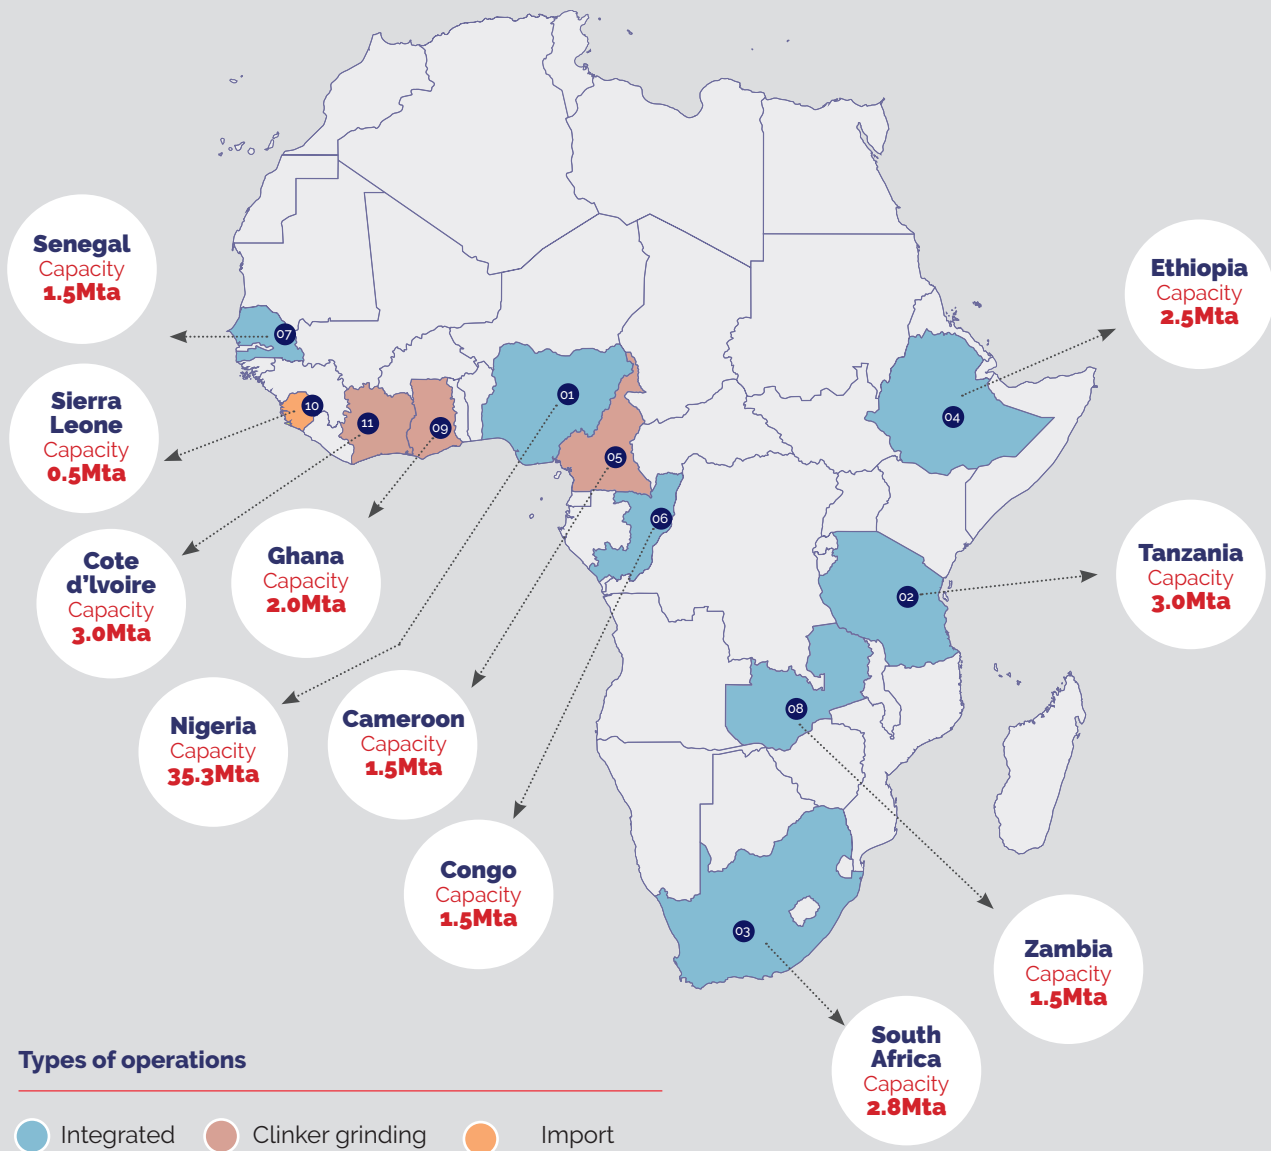 Senegal
Capacity
1.5Mta
Sierra
Leone
Capacity
0.5Mta
Cote
d'lvoire
Capacity
3.0Mta
Ghana
Capacity
2.0Mta
Nigeria
Capacity
35.3Mta
Cameroon
Capacity
1.5Mta
Congo
Capacity
1.5Mta
Ethiopia
Capacity
2.5Mta
Tanzania
Capacity
3.0Mta
Zambia
Capacity
1.5Mta
South
Africa
Capacity
2.8Mta
07
10
11
09
01
05
06
04
02
08
03
Types of operations
Integrated
Clinker grinding
Import